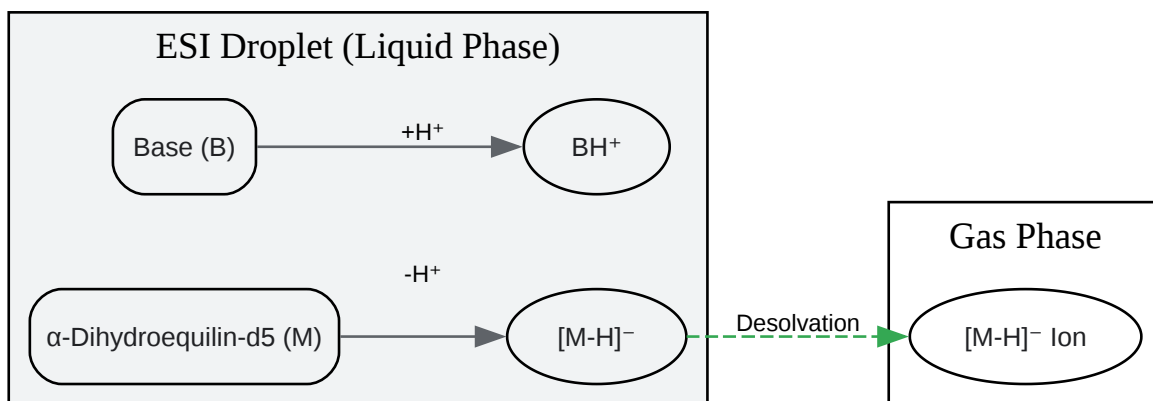 ESI Droplet (Liquid Phase)
Base (B)
+H⁺
BH⁺
Gas Phase
-H⁺
α-Dihydroequilin-d5 (M)
[M-H]⁻
Desolvation
[M-H]⁻ Ion